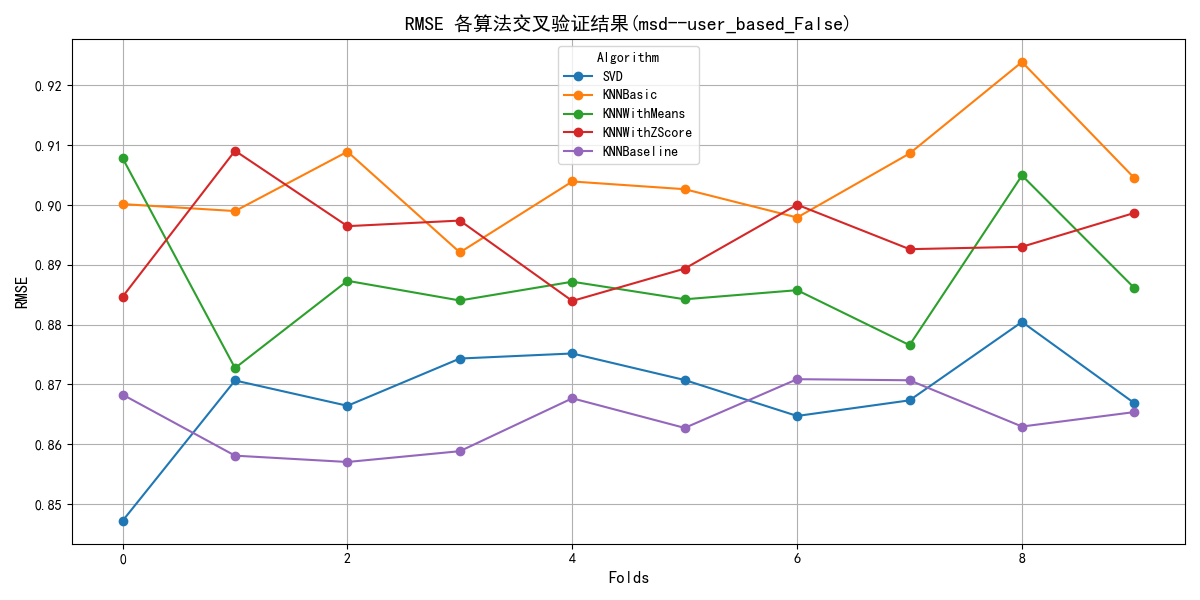 RMSE 各算法交叉验证结果(msd--user_based_False)
Algorithm
SVD
KNNBasic
KNNWithMeans
KNNWithZScore
KNNBaseline
RMSE
0.92
0.91
0.90
0.89
0.88
0.87
0.86
0.85
0 2 4 6 8
Folds